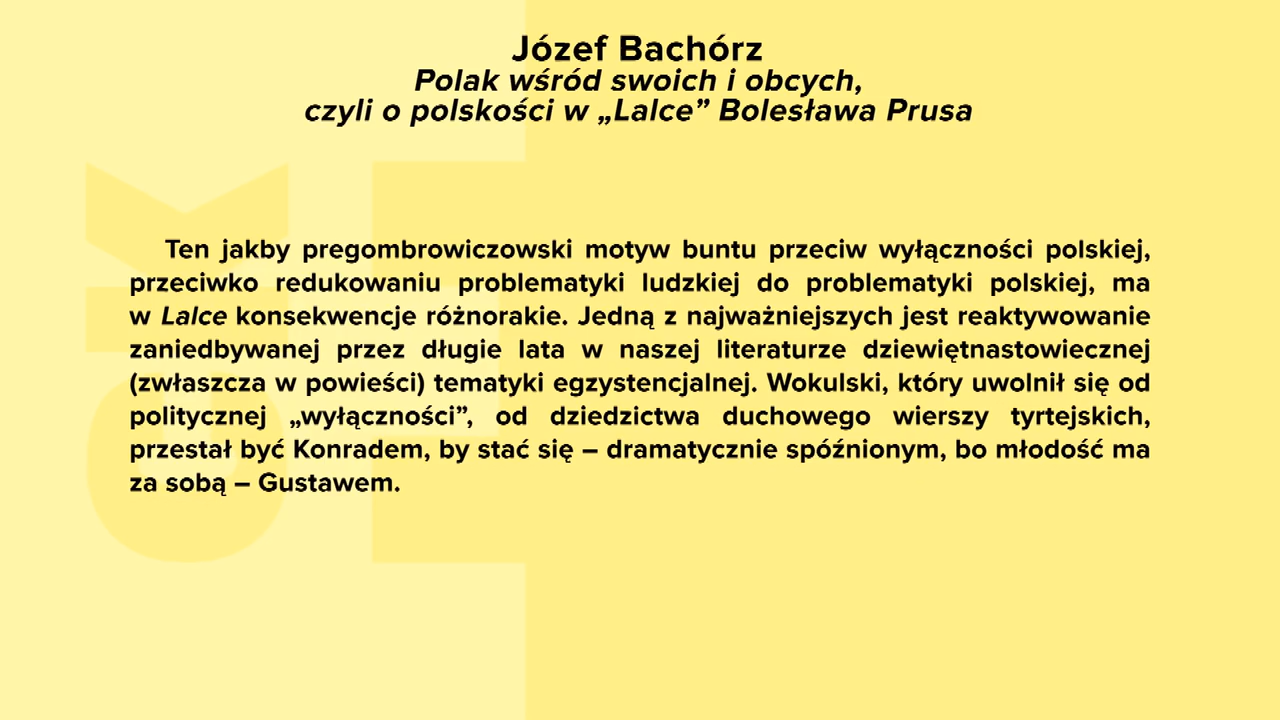 Józef Bachórz
Polak wśród swoich i obcych,
czyli o polskości w „Lalce” Bolesława Prusa
Ten jakby pregombrowiczowski motyw buntu przeciw wyłączności polskiej,
przeciwko redukowaniu problematyki ludzkiej do problematyki polskiej, ma
w Lalce konsekwencje różnorakie. Jedną z najważniejszych jest reaktywowanie
zaniedbywanej przez długie lata w naszej literaturze dziewiętnastowiecznej
(zwłaszcza w powieści) tematyki egzystencjalnej. Wokulski, który uwolnił się od
politycznej „wyłączności”, od dziedzictwa duchowego wierszy tyrtejskich,
przestał być Konradem, by stać się – dramatycznie spóźnionym, bo młodość ma
za sobą – Gustawem.